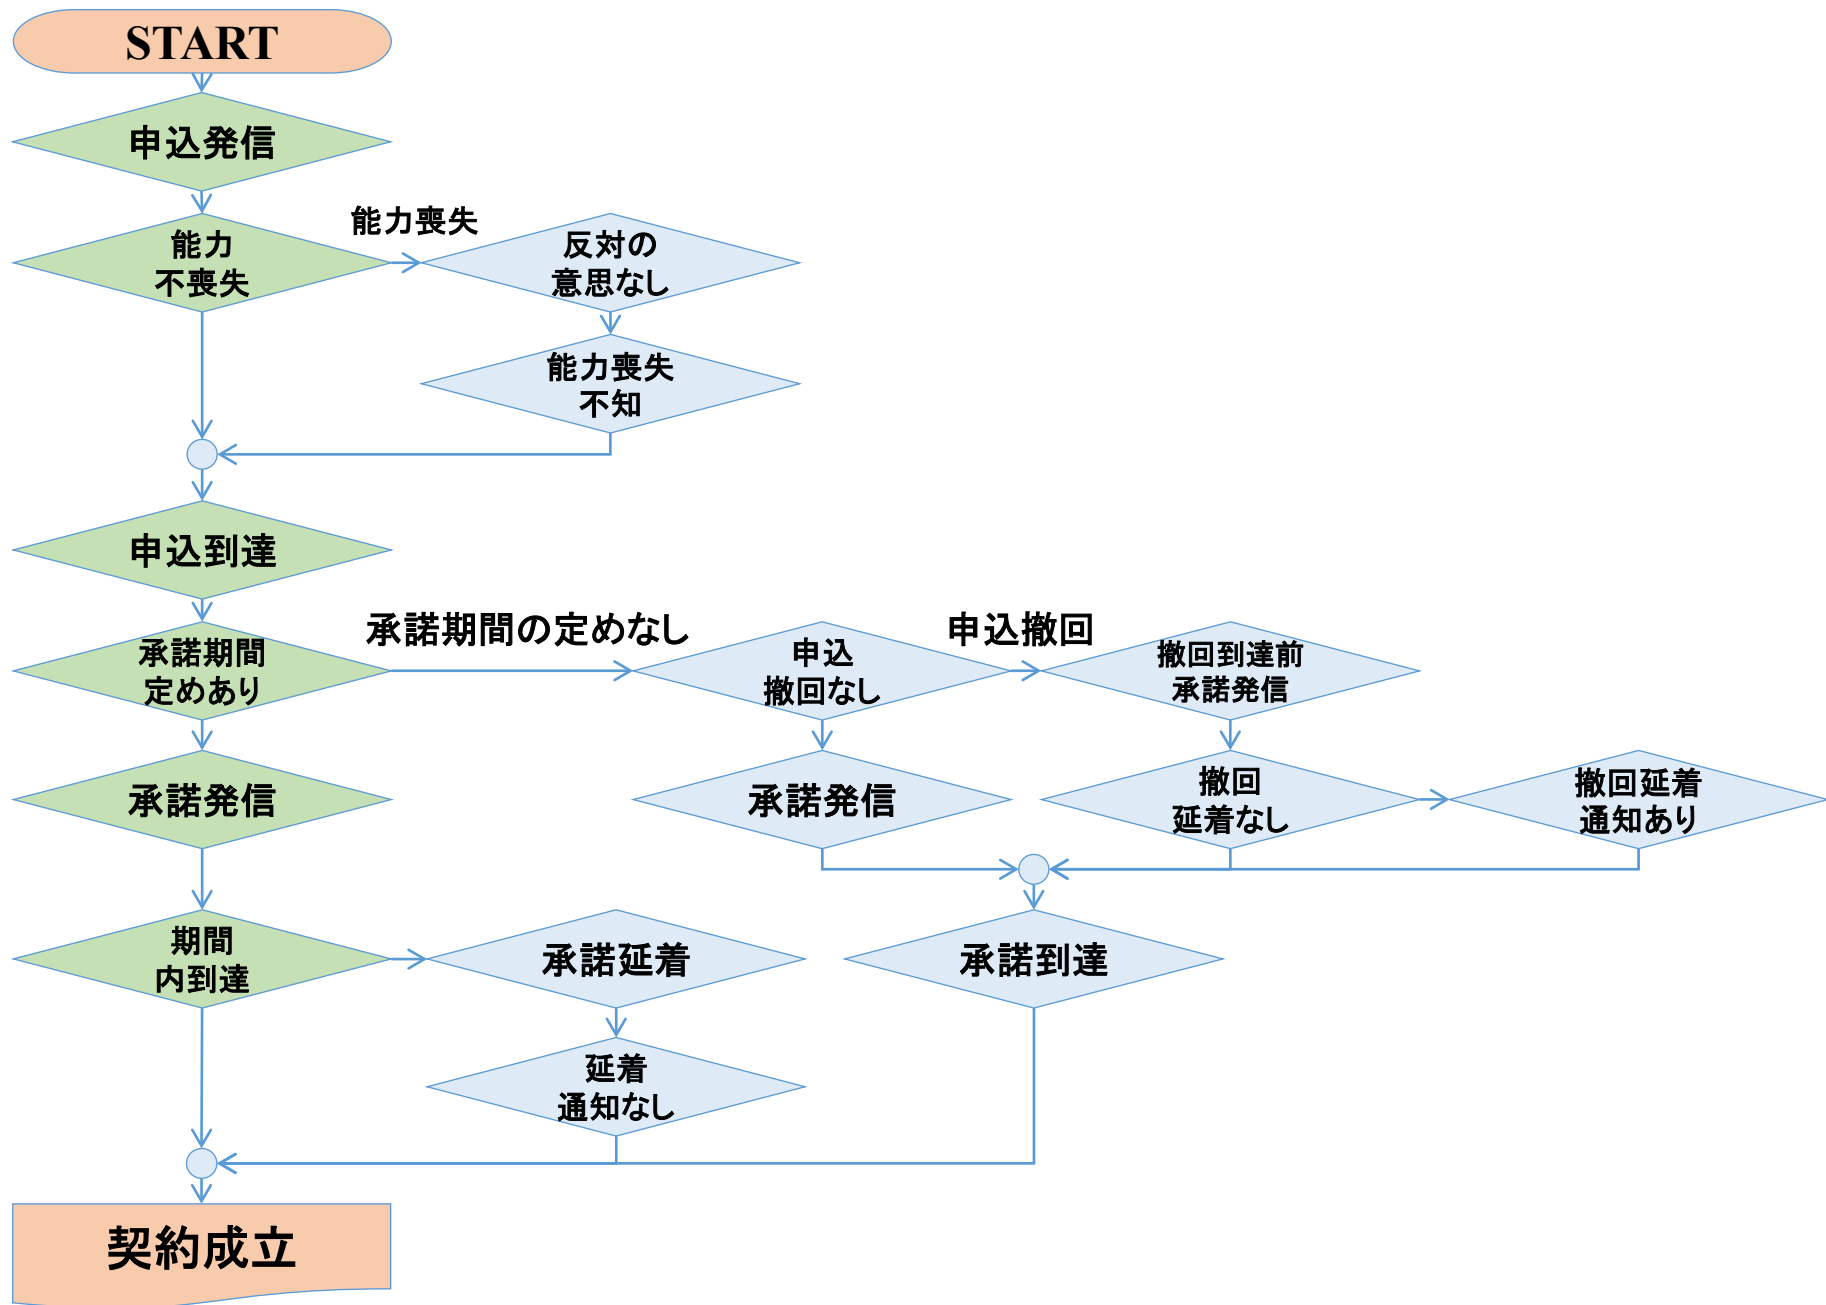 START
申込発信
能力
不喪失
能力喪失
反対の
意思なし
能力喪失
不知
申込到達
承諾期間
定めあり
承諾期間の定めなし
申込
撤回なし
申込撤回
撤回到達前
承諾発信
承諾発信
承諾発信
撤回
延着なし
撤回延着
通知あり
期間
内到達
承諾延着
承諾到達
延着
通知なし
契約成立